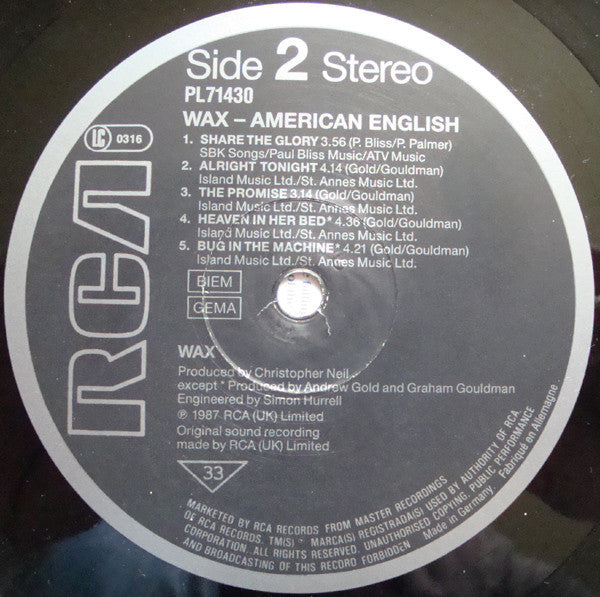 Side 2 Stereo
PL71430
WAX – AMERICAN ENGLISH
LC 0316
1. SHARE THE GLORY 3.56 (P. Bliss/P. Palmer)
SBK Songs/Paul Bliss Music/ATV Music
2. ALRIGHT TONIGHT 4.14 (Gold/Gouldman)
Island Music Ltd./St. Annes Music Ltd.
3. THE PROMISE 3.14 (Gold/Gouldman)
Island Music Ltd./St. Annes Music Ltd.
4. HEAVEN IN HER BED* 4.36 (Gold/Gouldman)
Island Music Ltd./St. Annes Music Ltd.
5. BUG IN THE MACHINE* 4.21 (Gold/Gouldman)
Island Music Ltd./St. Annes Music Ltd.
RCA
BIEM
GEMA
WAX
Produced by Christopher Neil
except * Produced by Andrew Gold and Graham Gouldman
Engineered by Simon Hurrell
℗ 1987 RCA (UK) Limited
Original sound recording
made by RCA (UK) Limited
33
MARKETED BY RCA RECORDS FROM MASTER RECORDINGS
OF RCA RECORDS. TM(S) ® MARCA(S) REGISTRADA(S) USED BY AUTHORITY OF RCA
CORPORATION. ALL RIGHTS RESERVED. UNAUTHORISED COPYING. PUBLIC PERFORMANCE
AND BROADCASTING OF THIS RECORD FORBIDDEN
Made in Germany. Fabriqué en Allemagne